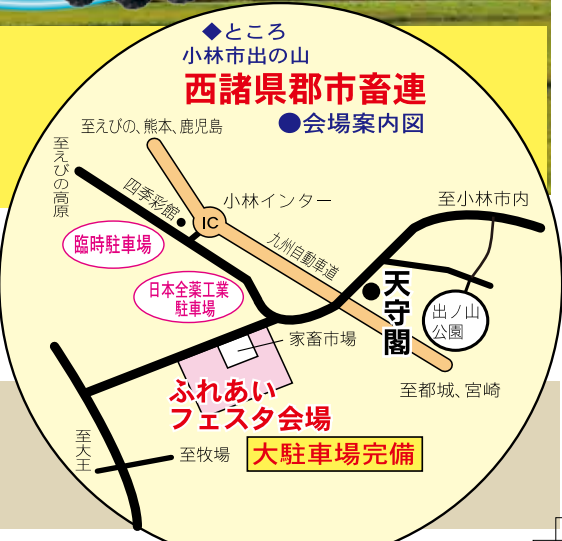 ◆ところ
小林市出の山
西諸県郡市畜連
●会場案内図
至えびの、熊本、鹿児島
至えびの高原
四季彩館
小林インター
IC
至小林市内
臨時駐車場
九州自動車道
日本全薬工業
駐車場
天守閣
出ノ山
公園
家畜市場
至都城、宮崎
ふれあい
フェスタ会場
至大王
至牧場
大駐車場完備